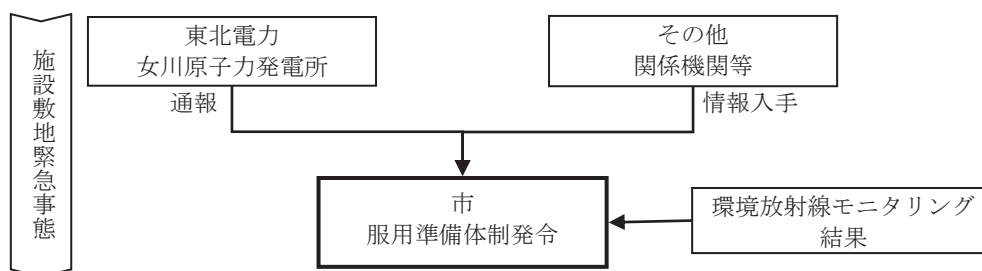 施設敷地緊急事態
東北電力
女川原子力発電所
その他
関係機関等
通報
情報入手
市
服用準備体制発令
環境放射線モニタリング
結果